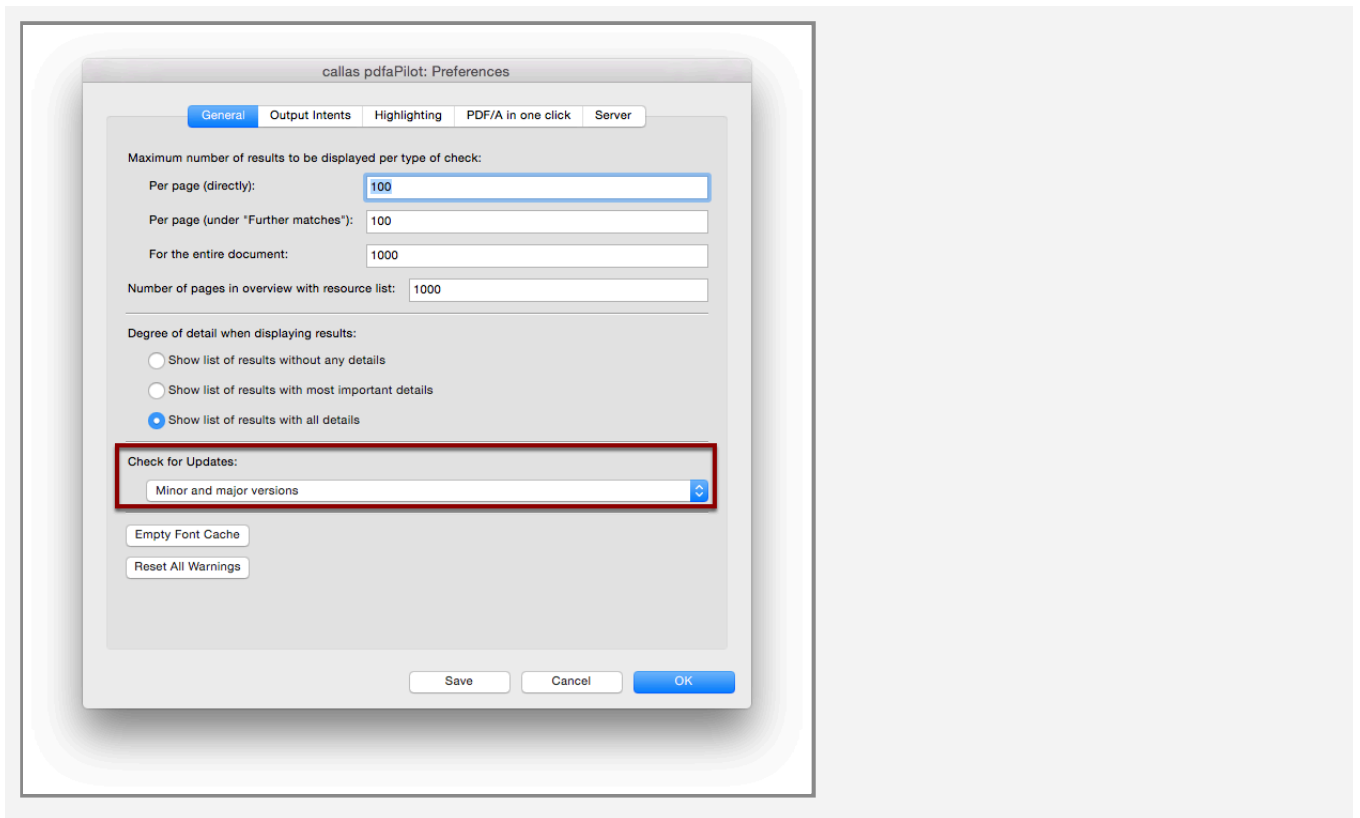 callas pdfaPilot: Preferences
General Output Intents Highlighting PDF/A in one click Server
Maximum number of results to be displayed per type of check:
Per page (directly): 100
Per page (under "Further matches"): 100
For the entire document: 1000
Number of pages in overview with resource list: 1000
Degree of detail when displaying results:
Show list of results without any details
Show list of results with most important details
Show list of results with all details
Check for Updates:
Minor and major versions
Empty Font Cache
Reset All Warnings
Save Cancel OK